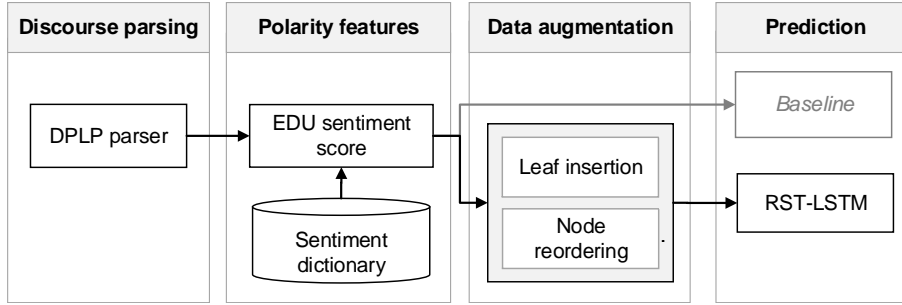 Discourse parsing
Polarity features
Data augmentation
Prediction
DPLP parser
EDU sentiment
score
Sentiment
dictionary
Leaf insertion
Node
reordering
.
Baseline
RST-LSTM